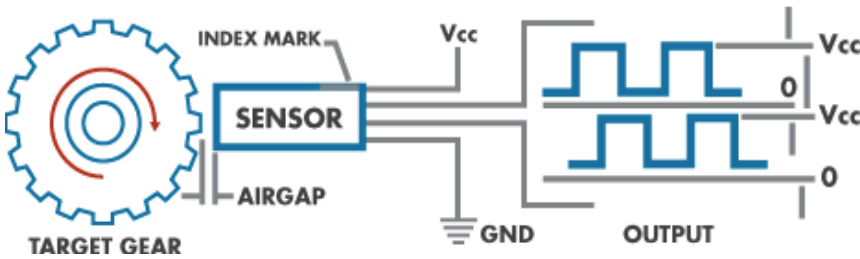 INDEX MARK
Vcc
Vcc
0
SENSOR
Vcc
AIRGAP
0
TARGET GEAR
GND
OUTPUT